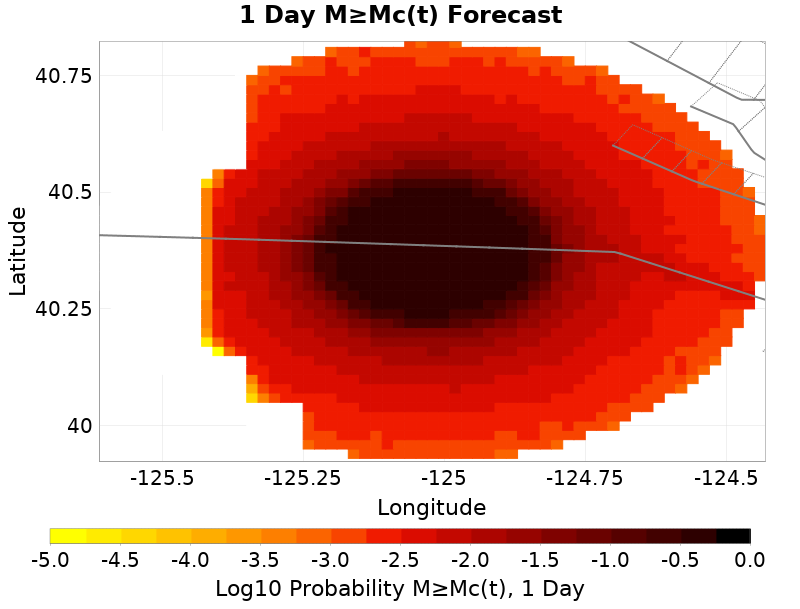 1 Day M≥Mc(t) Forecast
40.75
40.5
40.25
40
Latitude
-125.5 -125.25 -125 -124.75 -124.5
Longitude
-5.0 -4.5 -4.0 -3.5 -3.0 -2.5 -2.0 -1.5 -1.0 -0.5 0.0
Log10 Probability M≥Mc(t), 1 Day